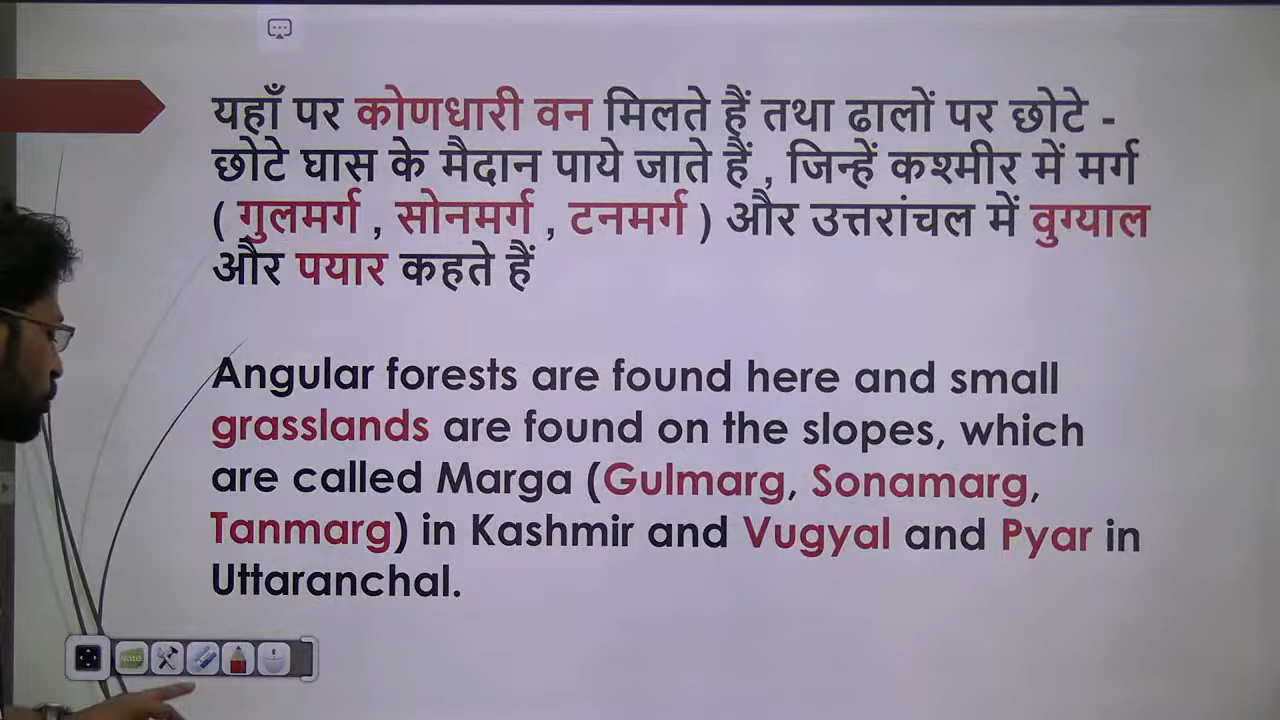 यहाँ पर कोणधारी वन मिलते हैं तथा ढालों पर छोटे -
छोटे घास के मैदान पाये जाते हैं , जिन्हें कश्मीर में मर्ग
( गुलमर्ग , सोनमर्ग , टनमर्ग ) और उत्तरांचल में वुग्याल
और पयार कहते हैं
Angular forests are found here and small
grasslands are found on the slopes, which
are called Marga (Gulmarg, Sonamarg,
Tanmarg) in Kashmir and Vugyal and Pyar in
Uttaranchal.
Note